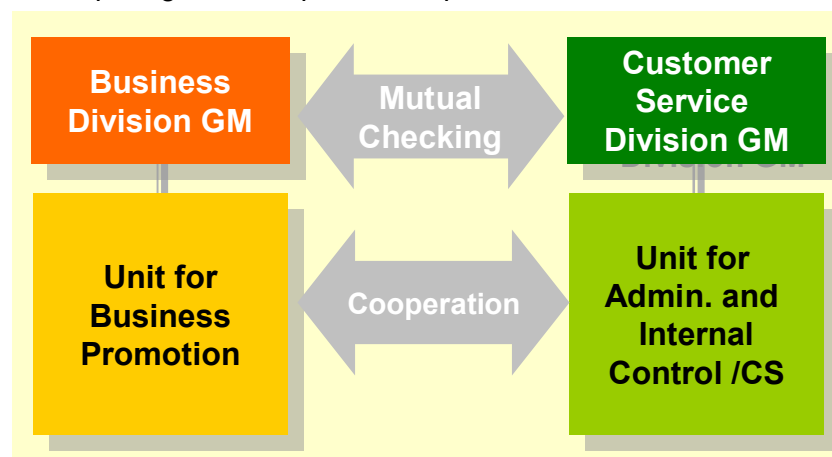 Business
Division GM
Mutual
Checking
Customer
Service
Division GM
Unit for
Business
Promotion
Cooperation
Unit for
Admin. and
Internal
Control /CS